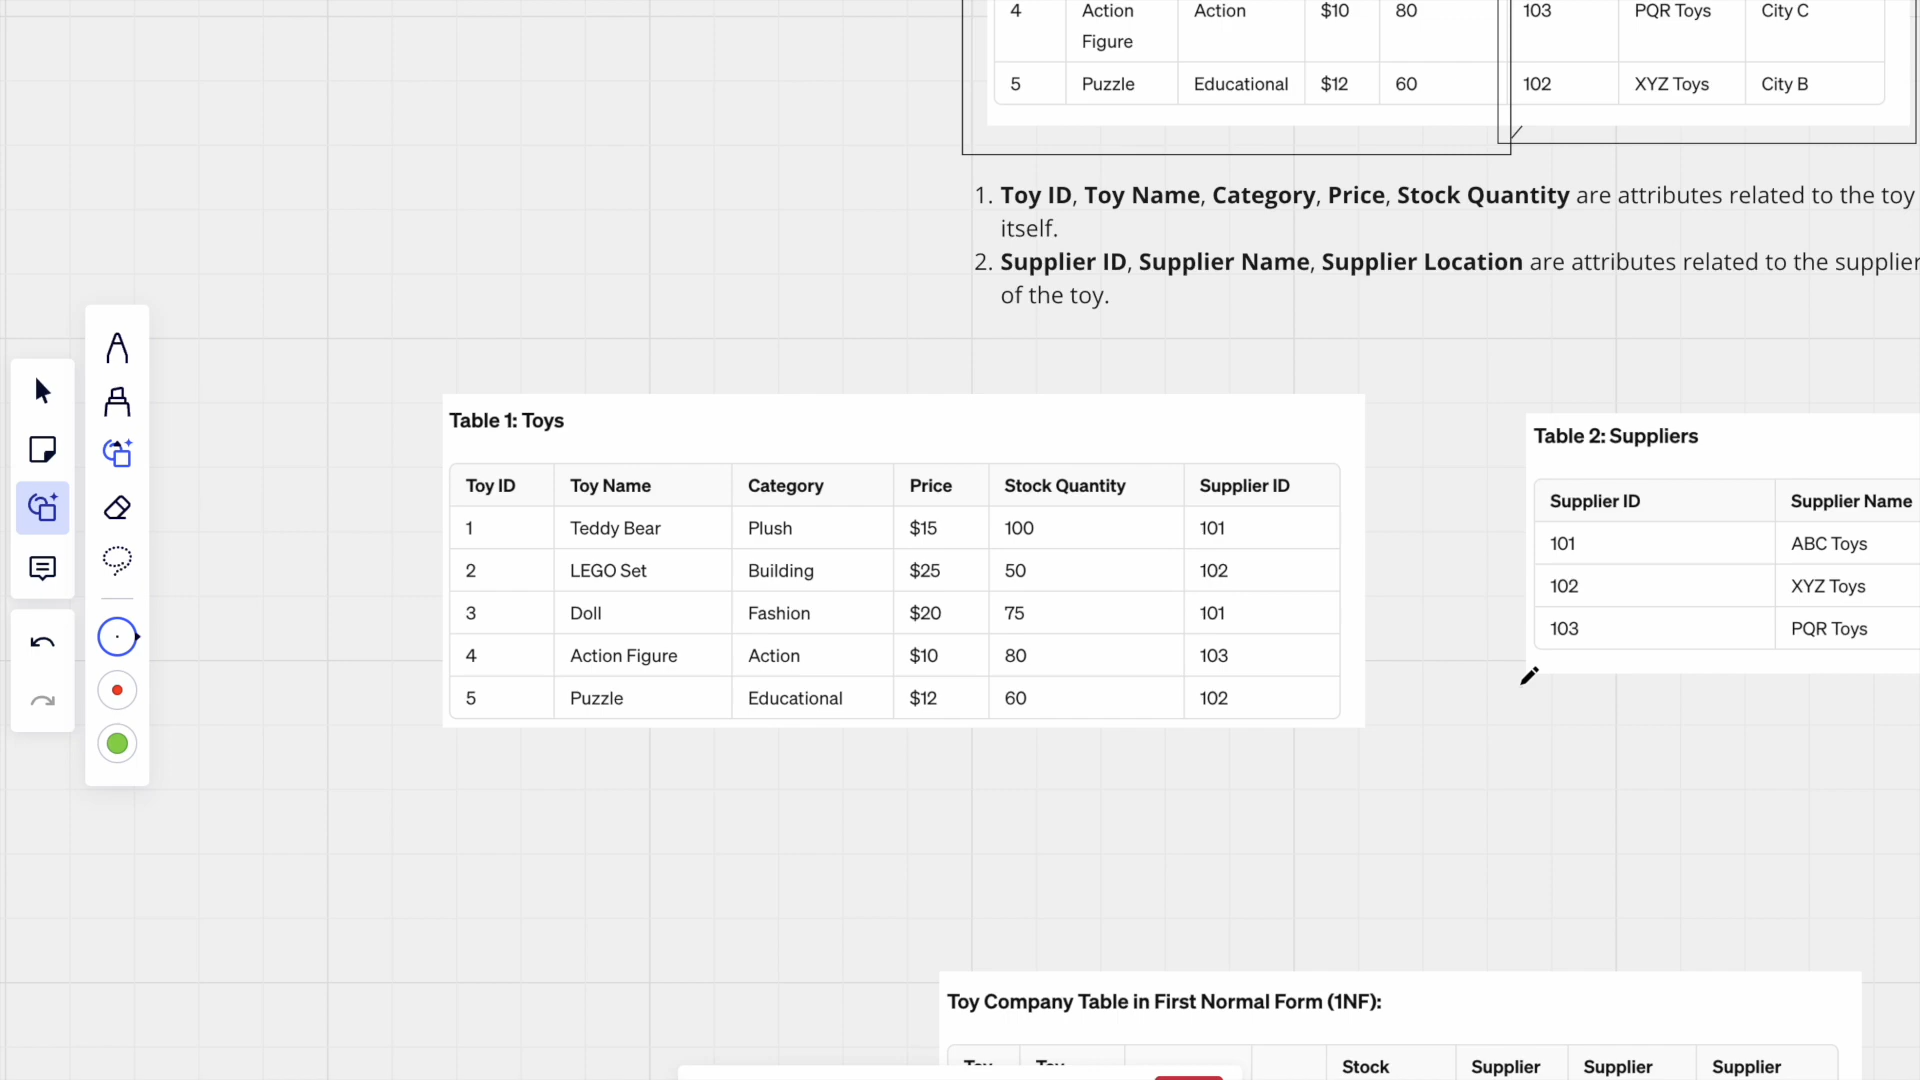 4 Action Figure Action $10 80 103 PQR Toys City C
5 Puzzle Educational $12 60 102 XYZ Toys City B
1. Toy ID, Toy Name, Category, Price, Stock Quantity are attributes related to the toy
itself.
2. Supplier ID, Supplier Name, Supplier Location are attributes related to the supplier
of the toy.
Table 1: Toys
Toy ID Toy Name Category Price Stock Quantity Supplier ID
1 Teddy Bear Plush $15 100 101
2 LEGO Set Building $25 50 102
3 Doll Fashion $20 75 101
4 Action Figure Action $10 80 103
5 Puzzle Educational $12 60 102
Table 2: Suppliers
Supplier ID Supplier Name
101 ABC Toys
102 XYZ Toys
103 PQR Toys
Toy Company Table in First Normal Form (1NF):
Toy Toy Stock Supplier Supplier Supplier